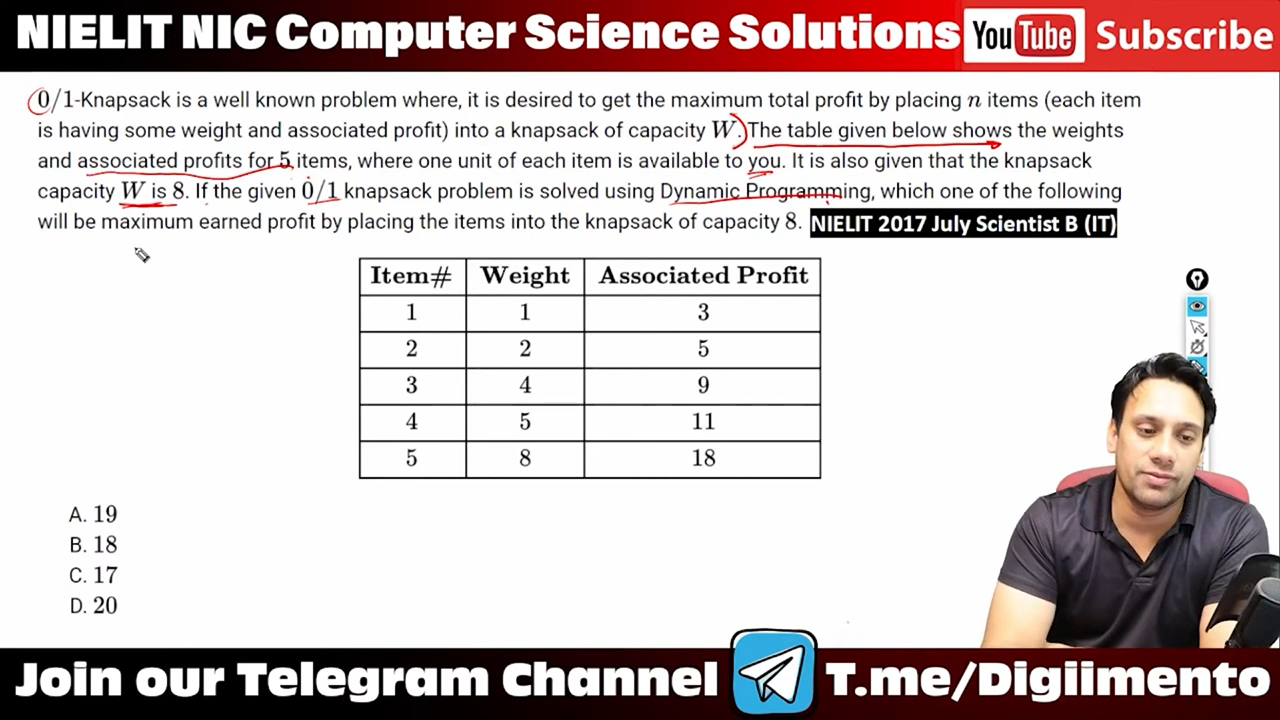 NIELIT NIC Computer Science Solutions YouTube Subscribe
0/1-Knapsack is a well known problem where, it is desired to get the maximum total profit by placing n items (each item
is having some weight and associated profit) into a knapsack of capacity W. The table given below shows the weights
and associated profits for 5 items, where one unit of each item is available to you. It is also given that the knapsack
capacity W is 8. If the given 0/1 knapsack problem is solved using Dynamic Programming, which one of the following
will be maximum earned profit by placing the items into the knapsack of capacity 8. NIELIT 2017 July Scientist B (IT)
Item# Weight Associated Profit
1 1 3
2 2 5
3 4 9
4 5 11
5 8 18
A. 19
B. 18
C. 17
D. 20
Join our Telegram Channel T.me/Digiimento